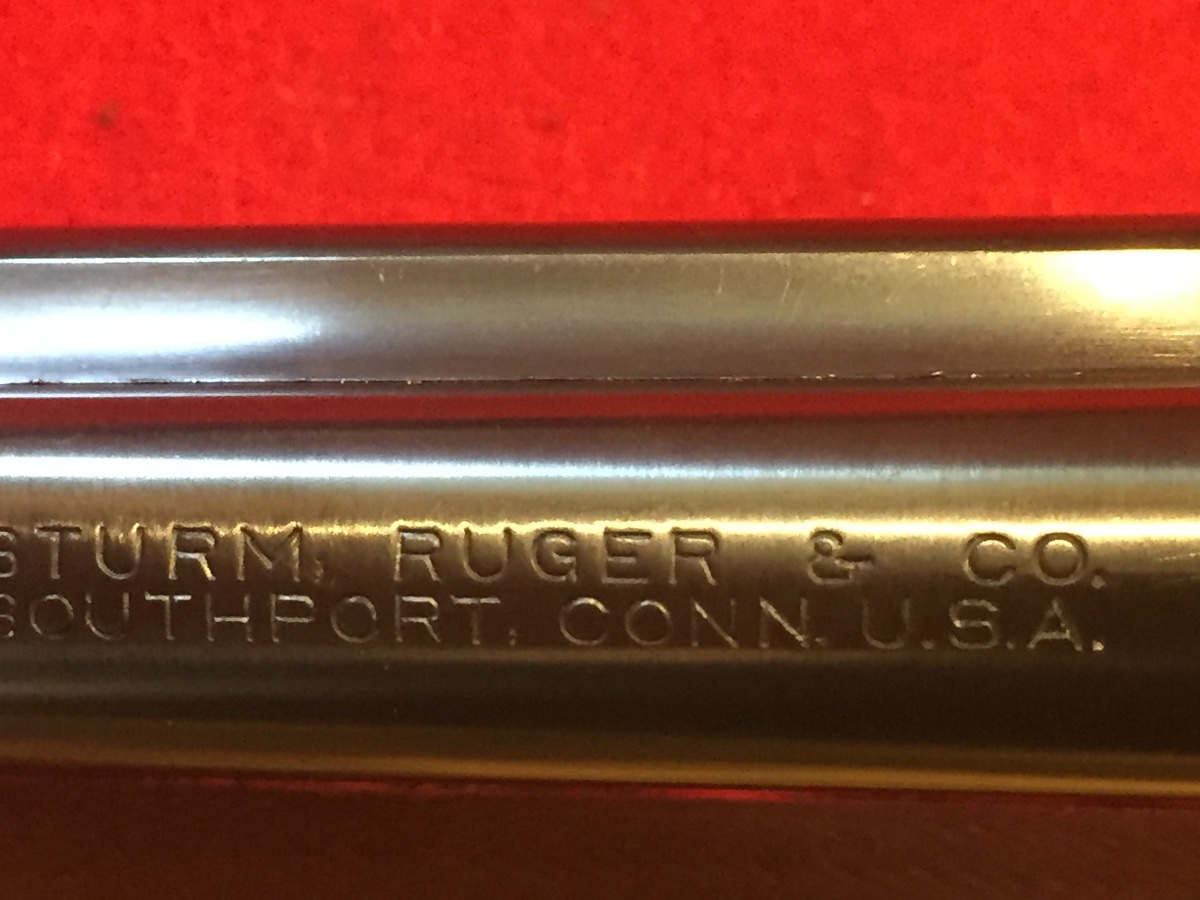 STURM, RUGER & CO.
SOUTHPORT, CONN. U.S.A.